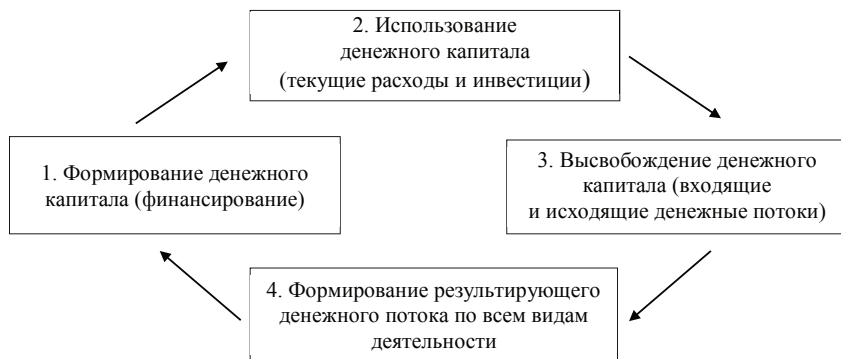 2. Использование
денежного капитала
(текущие расходы и инвестиции)
1. Формирование денежного
капитала (финансирование)
3. Высвобождение денежного
капитала (входящие
и исходящие денежные потоки)
4. Формирование результирующего
денежного потока по всем видам
деятельности